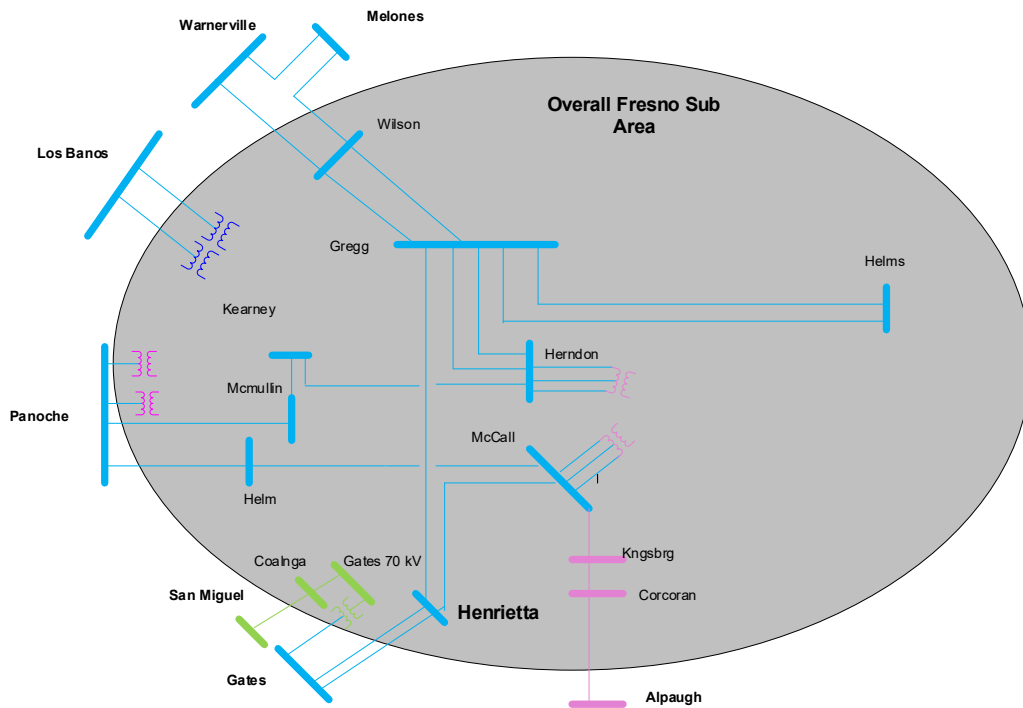 Melones
Warnerville
Overall Fresno Sub
Area
Wilson
Los Banos
Gregg
Helms
Kearney
Herndon
Mcmullin
Panoche
McCall
Helm
Kngsbrg
Coalnga
Gates 70 kV
San Miguel
Corcoran
Henrietta
Gates
Alpaugh